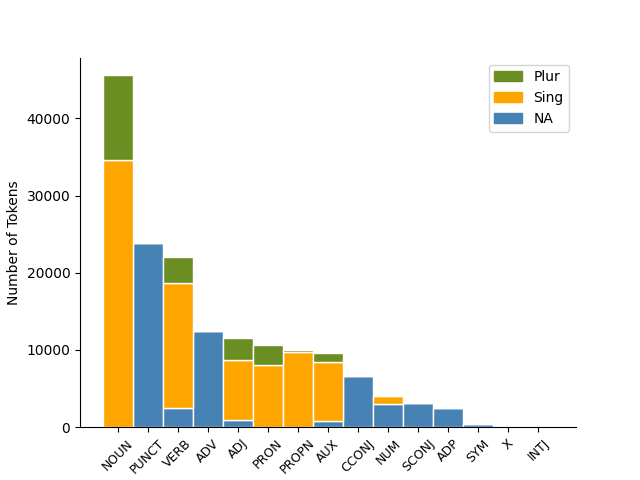 Plur
Sing
NA
Number of Tokens
40000
30000
20000
10000
0
NOUN
PUNCT
VERB
ADV
ADJ
PRON
PROPN
AUX
CCONJ
NUM
SCONJ
ADP
SYM
X
INTJ